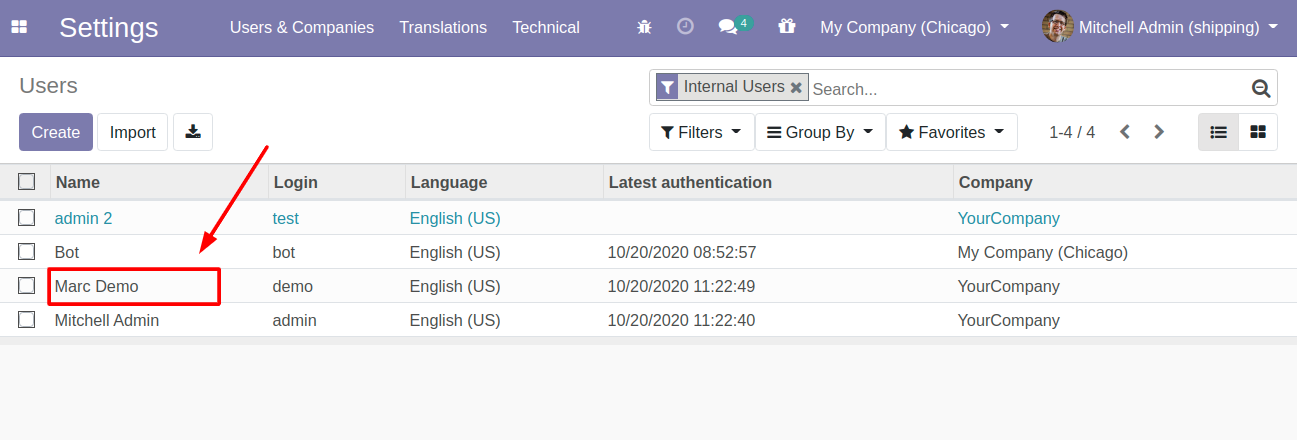 Settings Users & Companies Translations Technical 4 My Company (Chicago) Mitchell Admin (shipping)
Users Internal Users Search...
Create Import Filters Group By Favorites 1-4 / 4
Name Login Language Latest authentication Company
admin 2 test English (US) YourCompany
Bot bot English (US) 10/20/2020 08:52:57 My Company (Chicago)
Marc Demo demo English (US) 10/20/2020 11:22:49 YourCompany
Mitchell Admin admin English (US) 10/20/2020 11:22:40 YourCompany